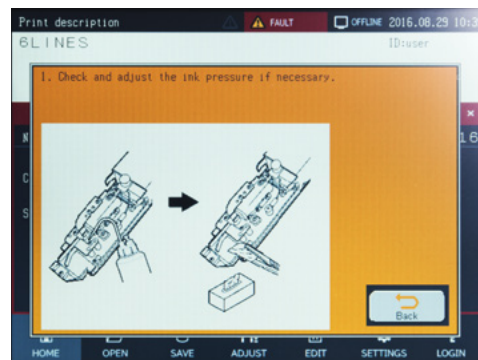 Print description
FAULT
OFFLINE 2016.08.29 10:3
6LINES
ID:user
1. Check and adjust the ink pressure if necessary.
Back
HOME OPEN SAVE ADJUST EDIT SETTINGS LOGIN